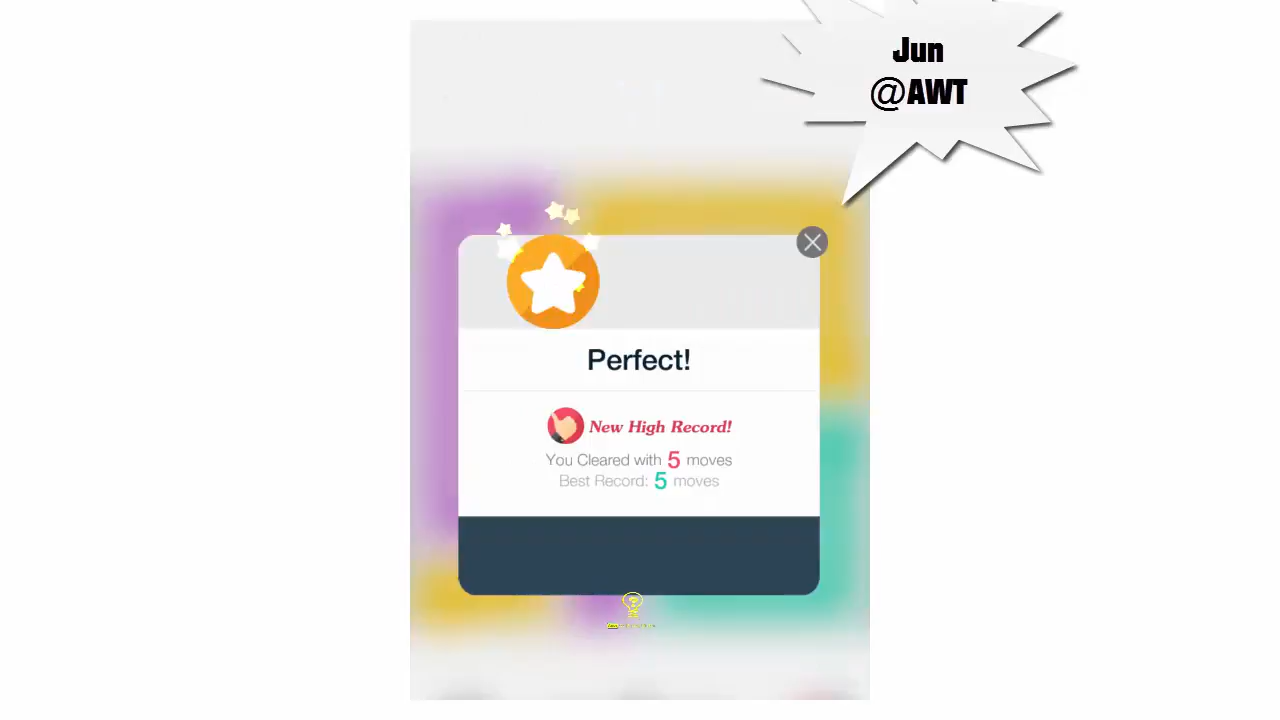 Jun
@AWT
Perfect!
New High Record!
You Cleared with 5 moves
Best Record: 5 moves